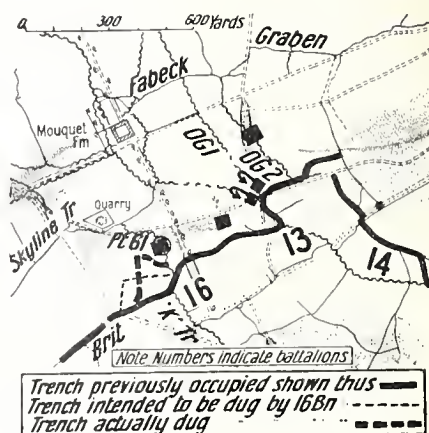 0 300 600 Yards
Graben
Fabeck
Mouquet
Fm
OG1
OG2
Quarry
Skyline Tr
Pt 61
13
14
16
'K' Tr
Brit
Note Numbers indicate battalions
Trench previously occupied shown thus
Trench intended to be dug by 16Bn
Trench actually dug